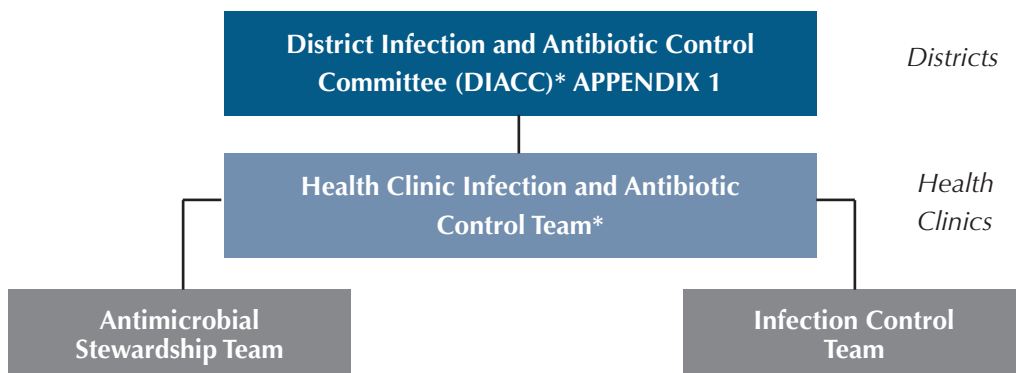 District Infection and Antibiotic Control
Committee (DIACC)* APPENDIX 1
Districts
Health Clinic Infection and Antibiotic
Control Team*
Health
Clinics
Antimicrobial
Stewardship Team
Infection Control
Team